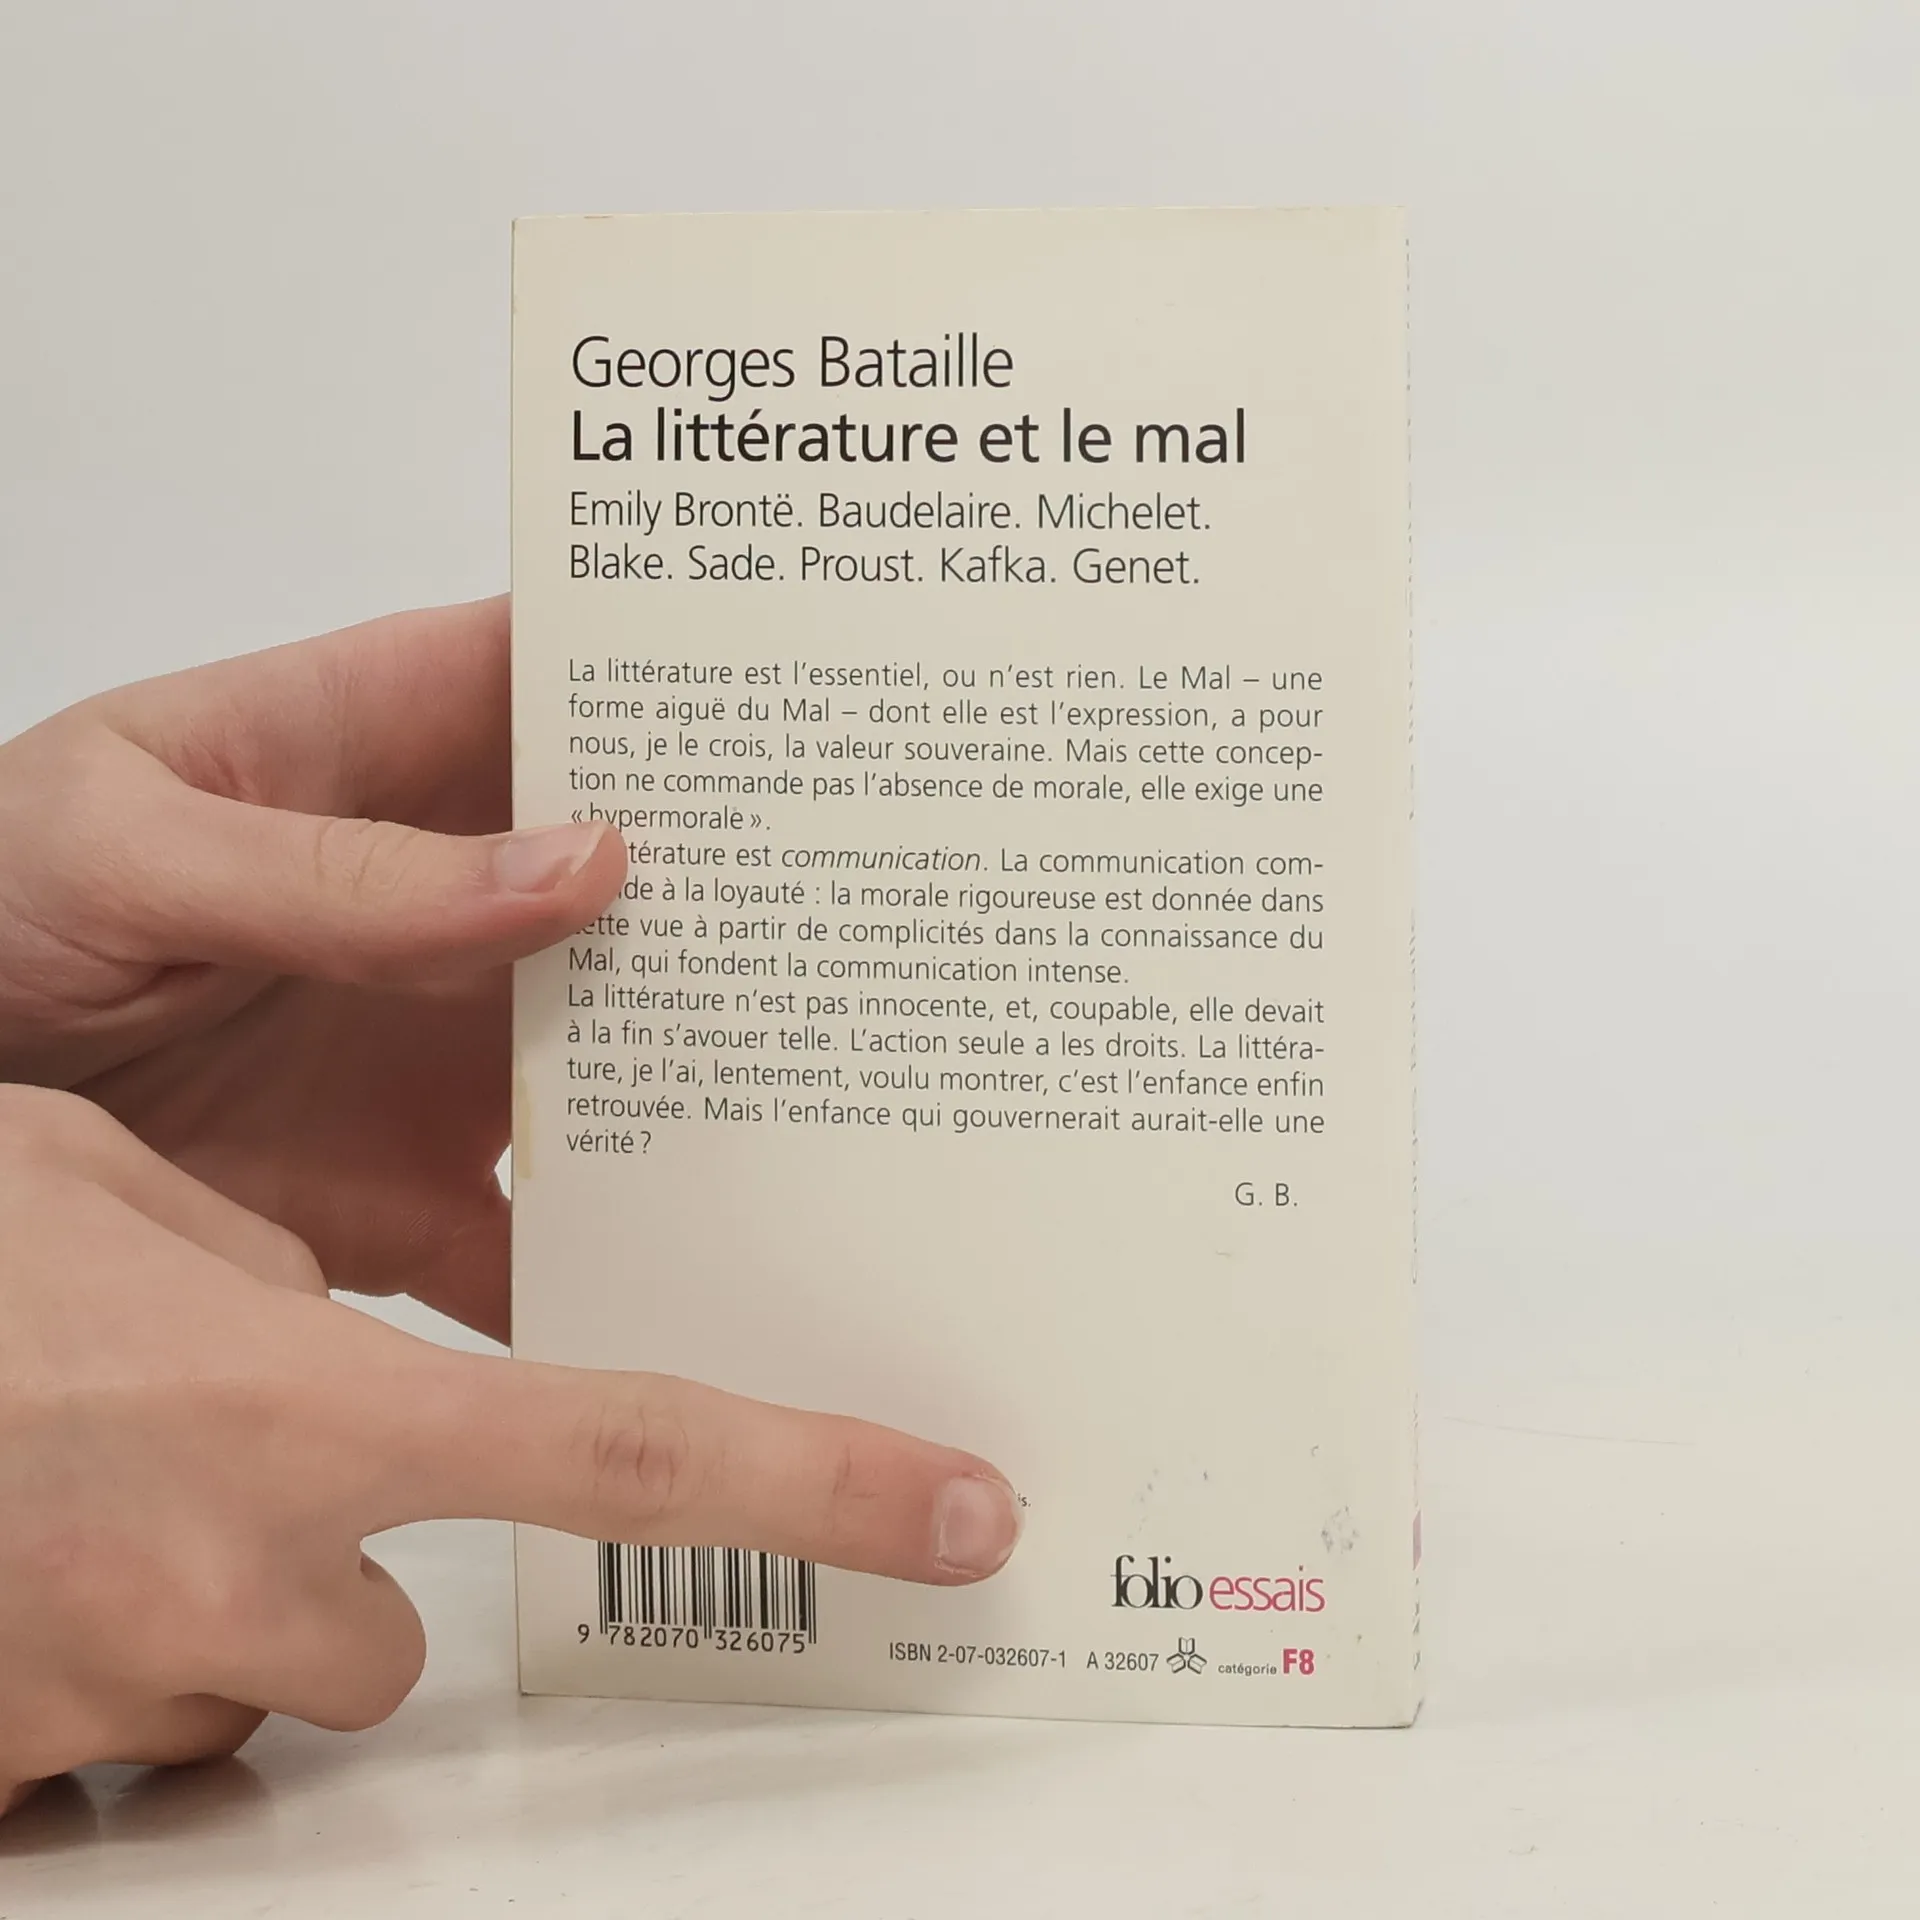 Georges Bataille
La littérature et le mal
Emily Brontë. Baudelaire. Michelet.
Blake. Sade. Proust. Kafka. Genet.
La littérature est l'essentiel, ou n'est rien. Le Mal – une
forme aiguë du Mal – dont elle est l'expression, a pour
nous, je le crois, la valeur souveraine. Mais cette concep-
tion ne commande pas l'absence de morale, elle exige une
« hypermorale ».
térature est communication. La communication com-
de à la loyauté : la morale rigoureuse est donnée dans
cette vue à partir de complicités dans la connaissance du
Mal, qui fondent la communication intense.
La littérature n'est pas innocente, et, coupable, elle devait
à la fin s'avouer telle. L'action seule a les droits. La littéra-
ture, je l'ai, lentement, voulu montrer, c'est l'enfance enfin
retrouvée. Mais l'enfance qui gouvernerait aurait-elle une
vérité ?
G. B.
folio essais
9 782070 326075
ISBN 2-07-032607-1 A 32607 catégorie F8